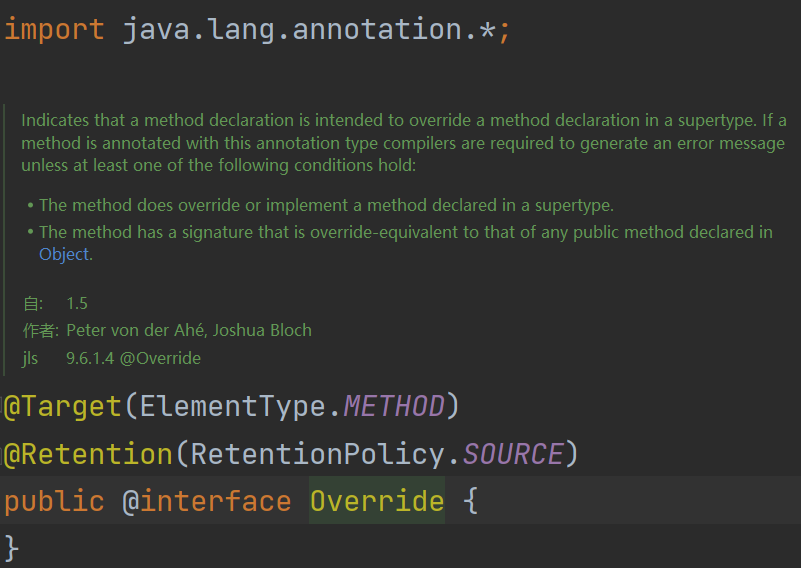 import java.lang.annotation.*;
Indicates that a method declaration is intended to override a method declaration in a supertype. If a
method is annotated with this annotation type compilers are required to generate an error message
unless at least one of the following conditions hold:
• The method does override or implement a method declared in a supertype.
• The method has a signature that is override-equivalent to that of any public method declared in
Object.
自: 1.5
作者: Peter von der Ahé, Joshua Bloch
jls 9.6.1.4 @Override
@Target(ElementType.METHOD)
@Retention(RetentionPolicy.SOURCE)
public @interface Override {
}